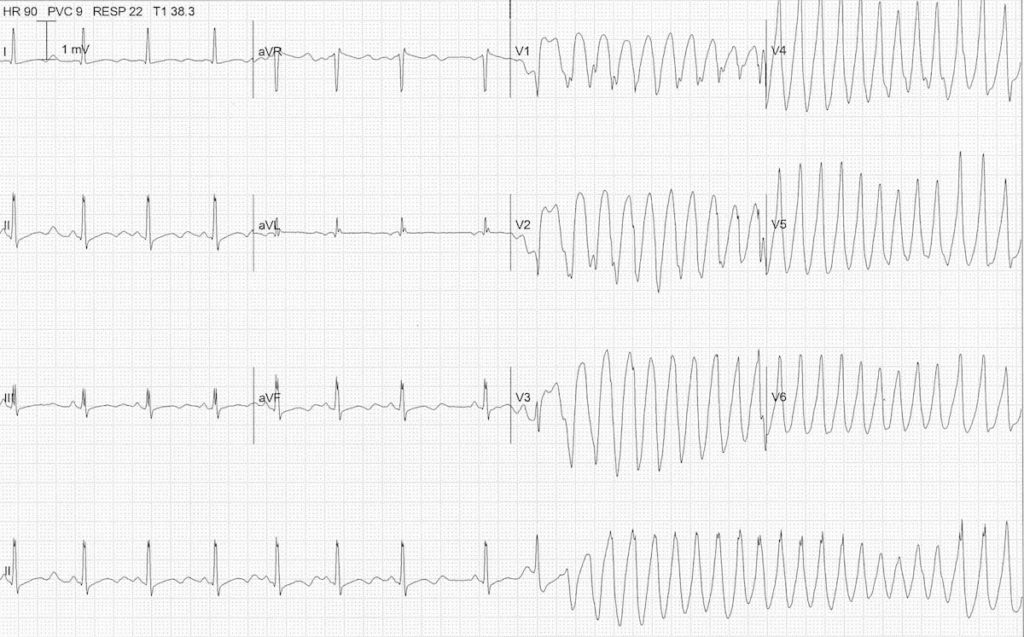 HR 90 PVC 9 RESP 22 T1 38.3
I 1 mV aVR V1 V4
II aVL V2 V5
III aVF V3 V6
II